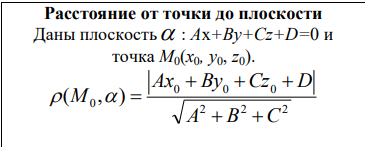 Расстояние от точки до плоскости
Даны плоскость α : Ax+By+Cz+D=0 и
точка M₀(x₀, y₀, z₀).
ρ(M₀,α) = |Ax₀ + By₀ + Cz₀ + D| / √(A² + B² + C²)